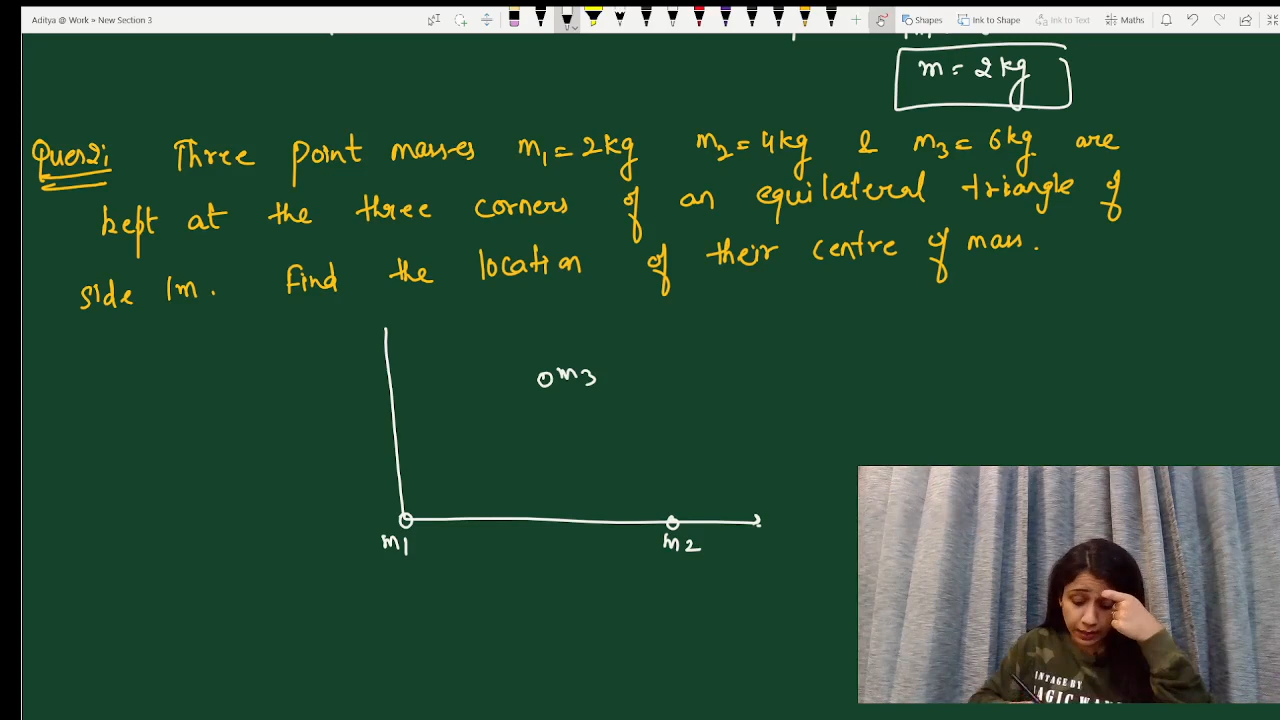 Aditya @ Work » New Section 3
Shapes
Ink to Shape
Ink to Text
Maths
m = 2kg
Ques2: Three point masses m1 = 2kg m2 = 4kg & m3 = 6kg are
kept at the three corners of an equilateral triangle of
side 1m. Find the location of their centre of mass.
m3
m1
m2